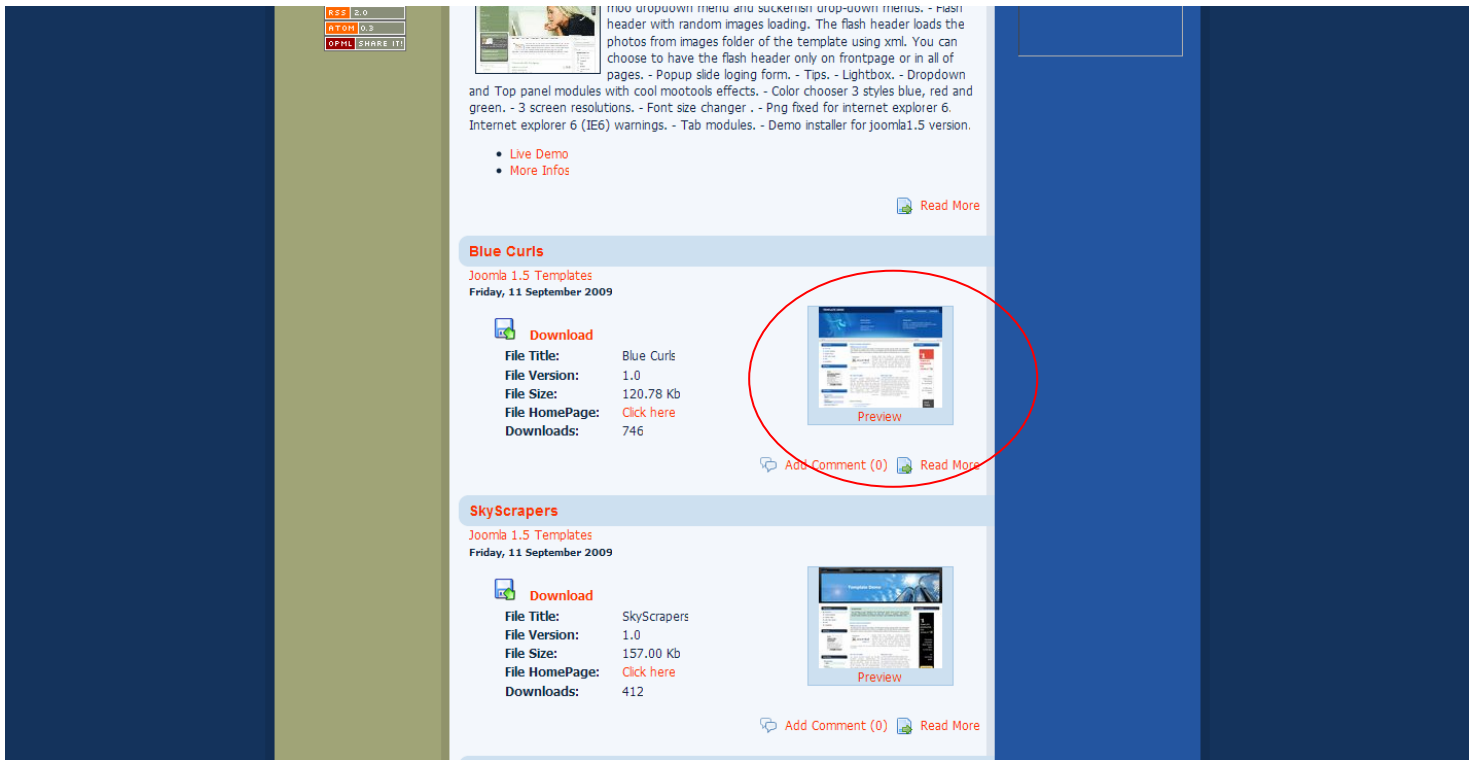 RSS 2.0
ATOM 0.3
OPML SHARE IT!
moo dropdown menu and suckerfish drop-down menus. - Flash
header with random images loading. The flash header loads the
photos from images folder of the template using xml. You can
choose to have the flash header only on frontpage or in all of
pages. - Popup slide loging form. - Tips. - Lightbox. - Dropdown
and Top panel modules with cool mootools effects. - Color chooser 3 styles blue, red and
green. - 3 screen resolutions. - Font size changer . - Png fixed for internet explorer 6.
Internet explorer 6 (IE6) warnings. - Tab modules. - Demo installer for joomla1.5 version.
• Live Demo
• More Infos
Read More
Blue Curls
Joomla 1.5 Templates
Friday, 11 September 2009
Download
File Title: Blue Curls
File Version: 1.0
File Size: 120.78 Kb
File HomePage: Click here
Downloads: 746
Preview
Add Comment (0) Read More
SkyScrapers
Joomla 1.5 Templates
Friday, 11 September 2009
Download
File Title: SkyScrapers
File Version: 1.0
File Size: 157.00 Kb
File HomePage: Click here
Downloads: 412
Template Demo
Preview
Add Comment (0) Read More